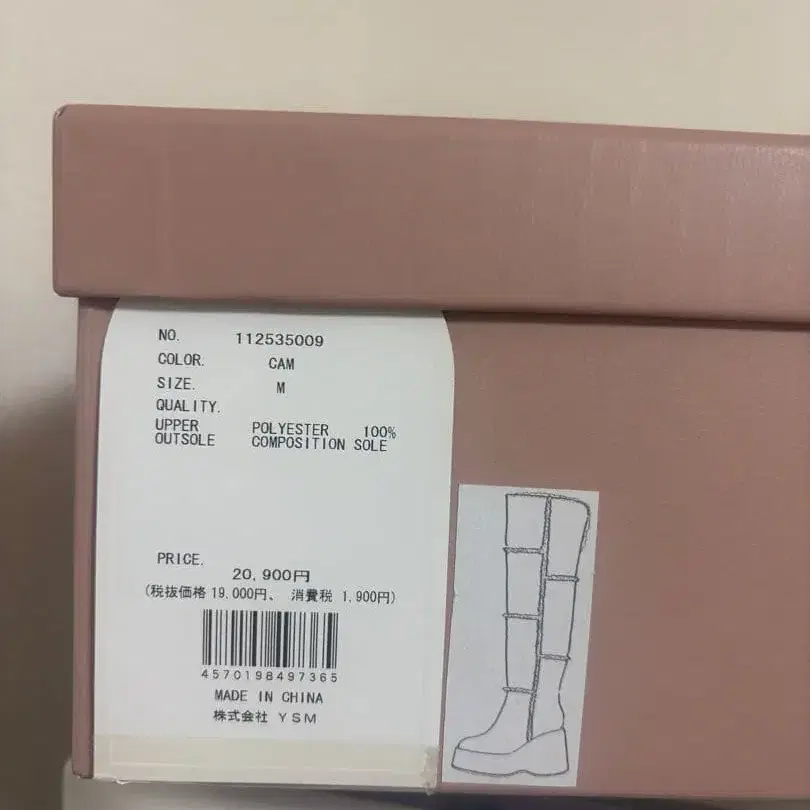 NO. 112535009
COLOR. CAM
SIZE. M
QUALITY.
UPPER POLYESTER 100%
OUTSOLE COMPOSITION SOLE
PRICE.
20,900円
(税抜価格 19,000円、 消費税 1,900円)
4570198497365
MADE IN CHINA
株式会社 YSM